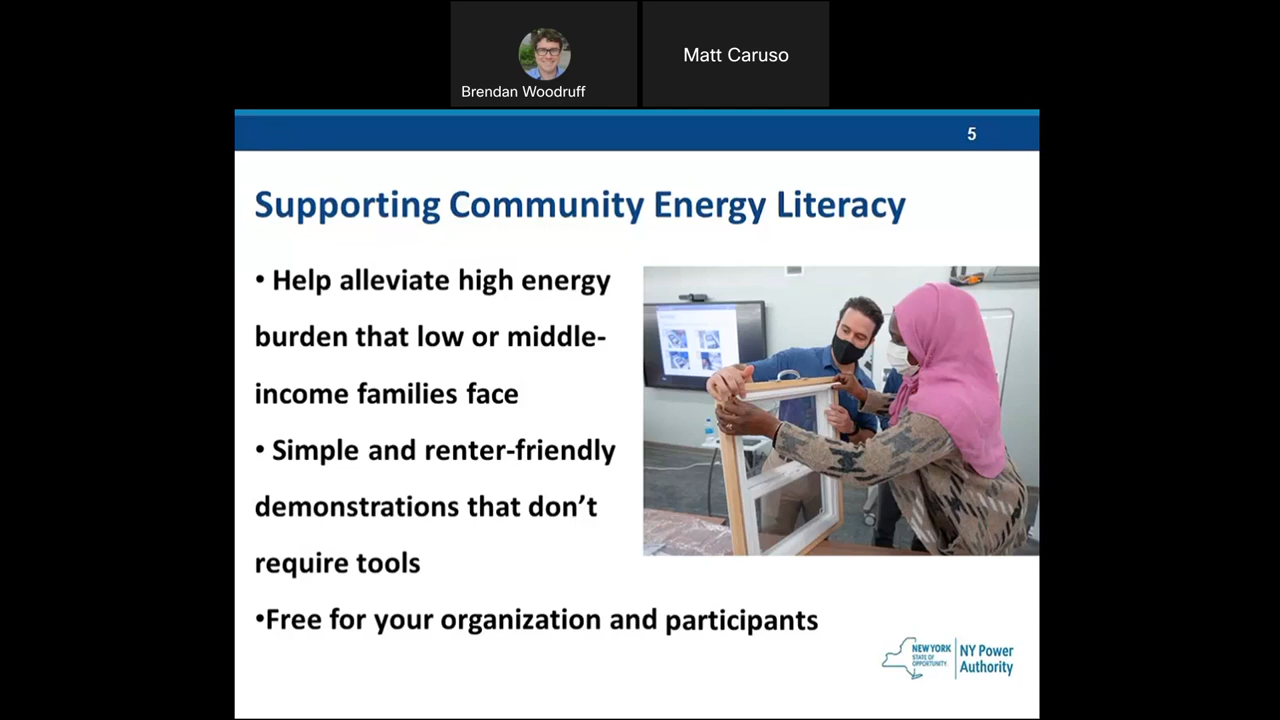 Matt Caruso
Brendan Woodruff
5
Supporting Community Energy Literacy
• Help alleviate high energy
burden that low or middle-
income families face
• Simple and renter-friendly
demonstrations that don’t
require tools
•Free for your organization and participants
NEW YORK
STATE OF
OPPORTUNITY.
NY Power
Authority